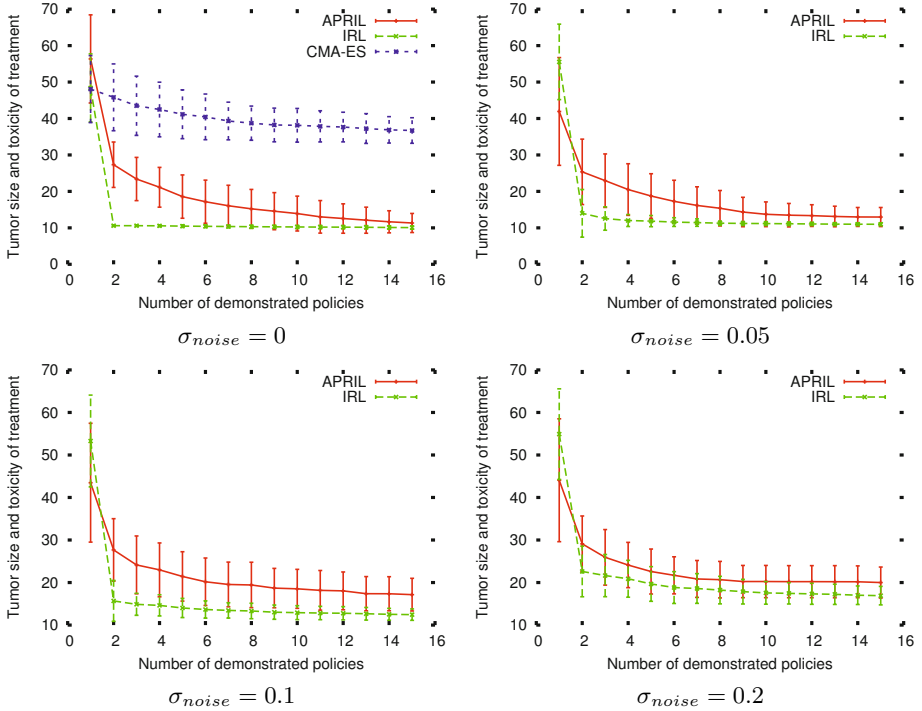 70
60
50
40
30
20
10
0
0 2 4 6 8 10 12 14 16
Tumor size and toxicity of treatment
Number of demonstrated policies
APRIL
IRL
CMA-ES
σnoise = 0
70
60
50
40
30
20
10
0
0 2 4 6 8 10 12 14 16
Tumor size and toxicity of treatment
Number of demonstrated policies
APRIL
IRL
σnoise = 0.05
70
60
50
40
30
20
10
0 2 4 6 8 10 12 14 16
Tumor size and toxicity of treatment
Number of demonstrated policies
APRIL
IRL
σnoise = 0.1
70
60
50
40
30
20
10
0 2 4 6 8 10 12 14 16
Tumor size and toxicity of treatment
Number of demonstrated policies
APRIL
IRL
σnoise = 0.2